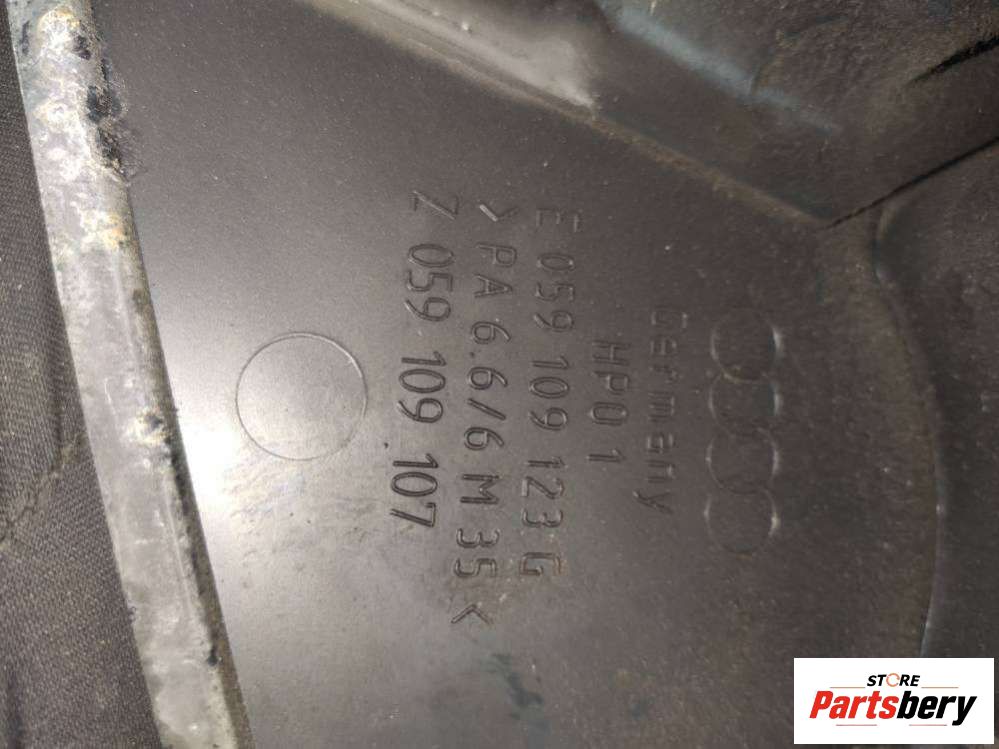 Germany
HP0 1
E 059 109 123 G
>PA 6.6/6 M 35<
Z 059 109 107
STORE
Partsbery